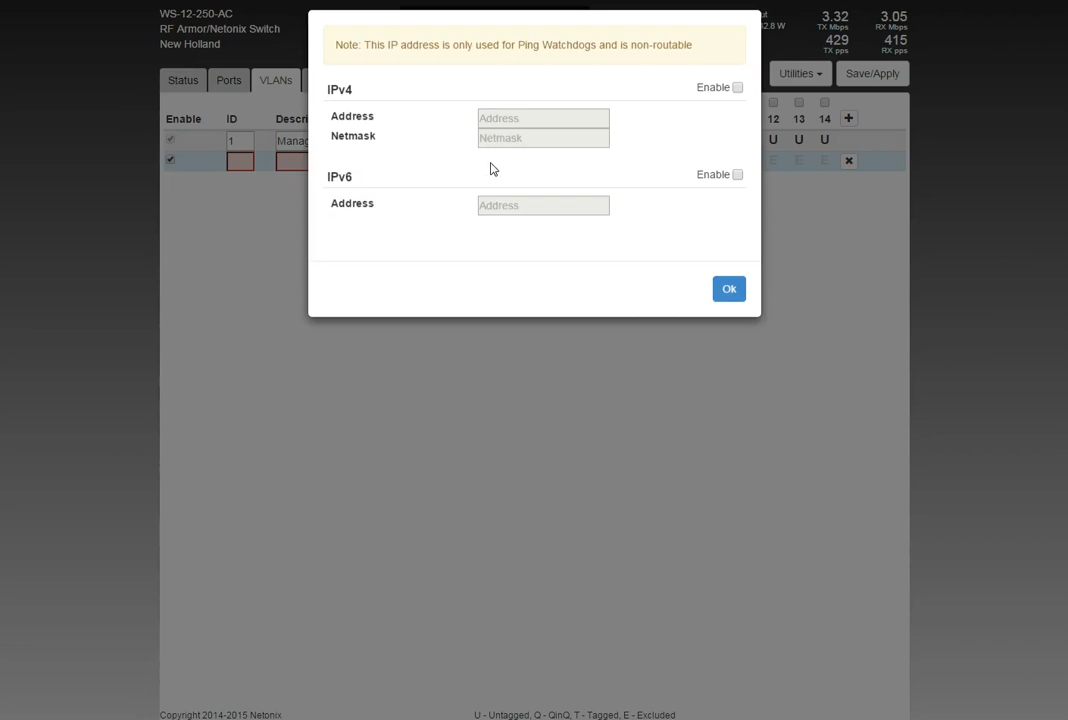 WS-12-250-AC
RF Armor/Netonix Switch
New Holland
3.32
TX Mbps
3.05
RX Mbps
429
TX pps
415
RX pps
Status
Ports
VLANs
Utilities
Save/Apply
Enable
ID
Descri
12
13
14
+
1
Manag
U
U
U
E
E
E
Note: This IP address is only used for Ping Watchdogs and is non-routable
IPv4
Enable
Address
Address
Netmask
Netmask
IPv6
Enable
Address
Address
Ok
Copyright 2014-2015 Netonix
U - Untagged, Q - QinQ, T - Tagged, E - Excluded